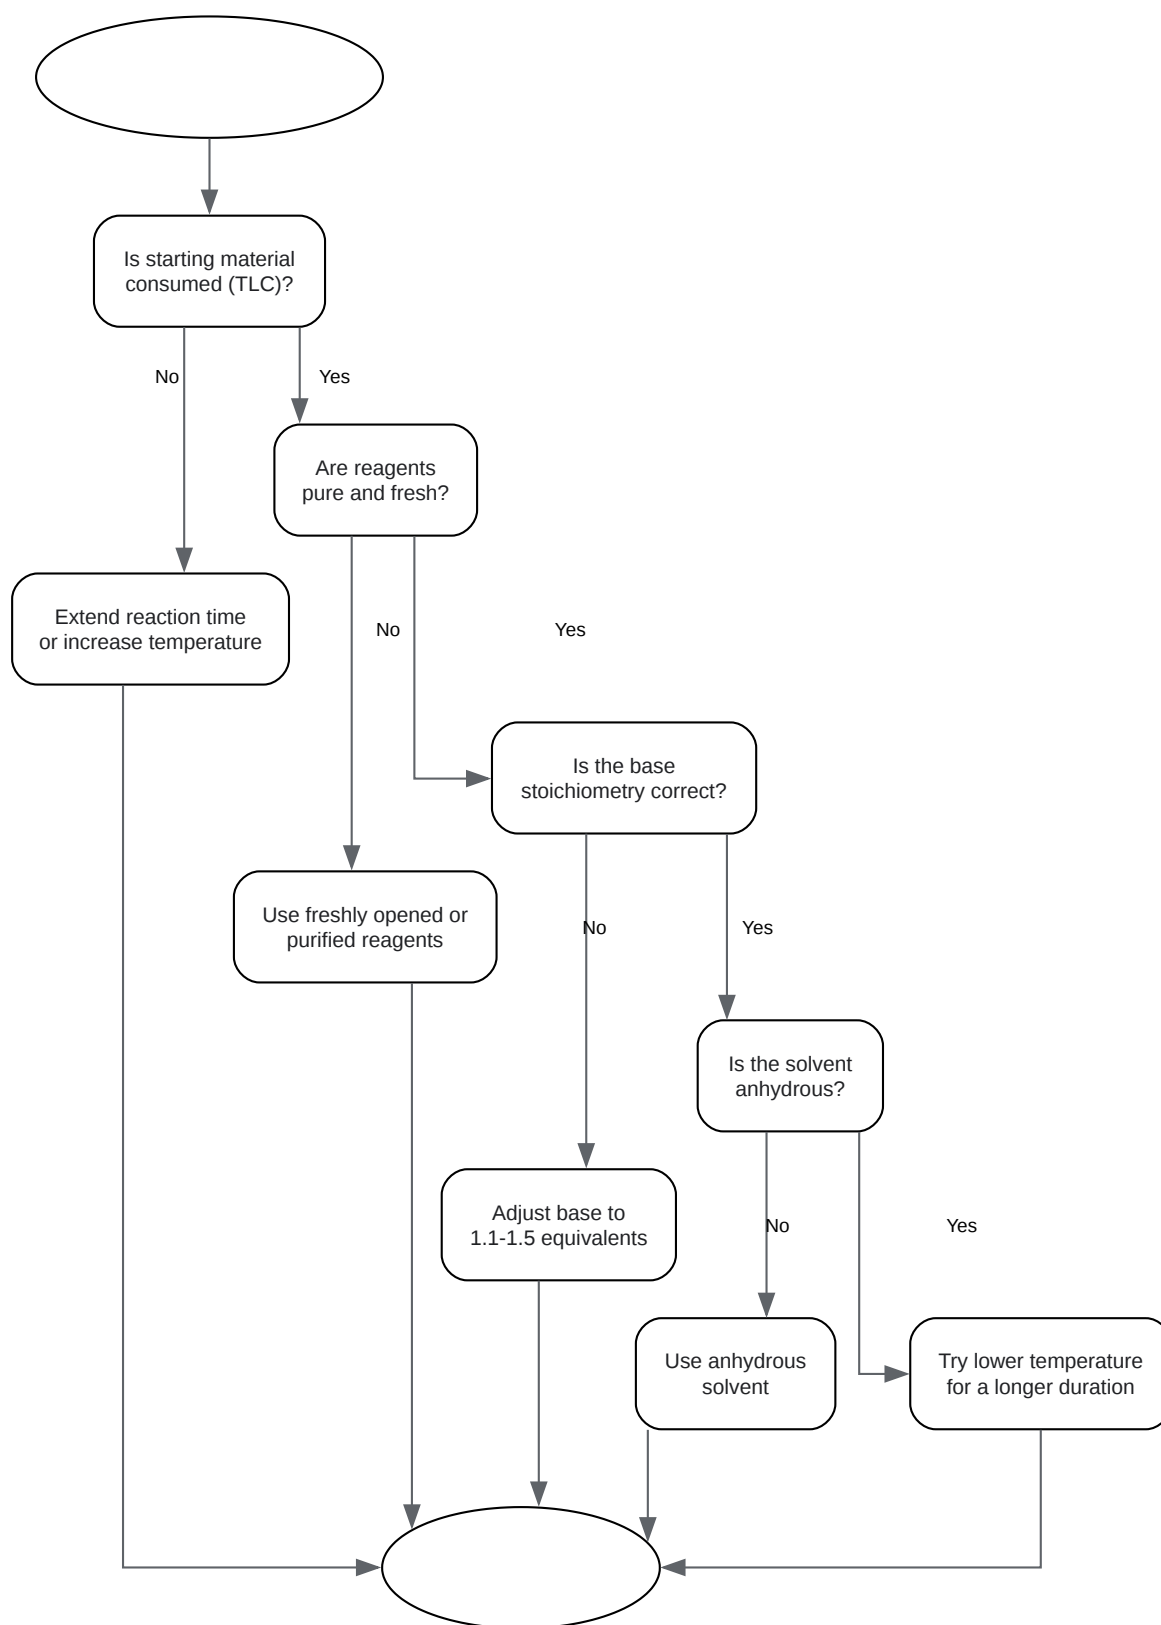 Is starting material
consumed (TLC)?
No
Yes
Are reagents
pure and fresh?
Extend reaction time
or increase temperature
No
Yes
Is the base
stoichiometry correct?
Use freshly opened or
purified reagents
No
Yes
Is the solvent
anhydrous?
Adjust base to
1.1-1.5 equivalents
No
Yes
Use anhydrous
solvent
Try lower temperature
for a longer duration